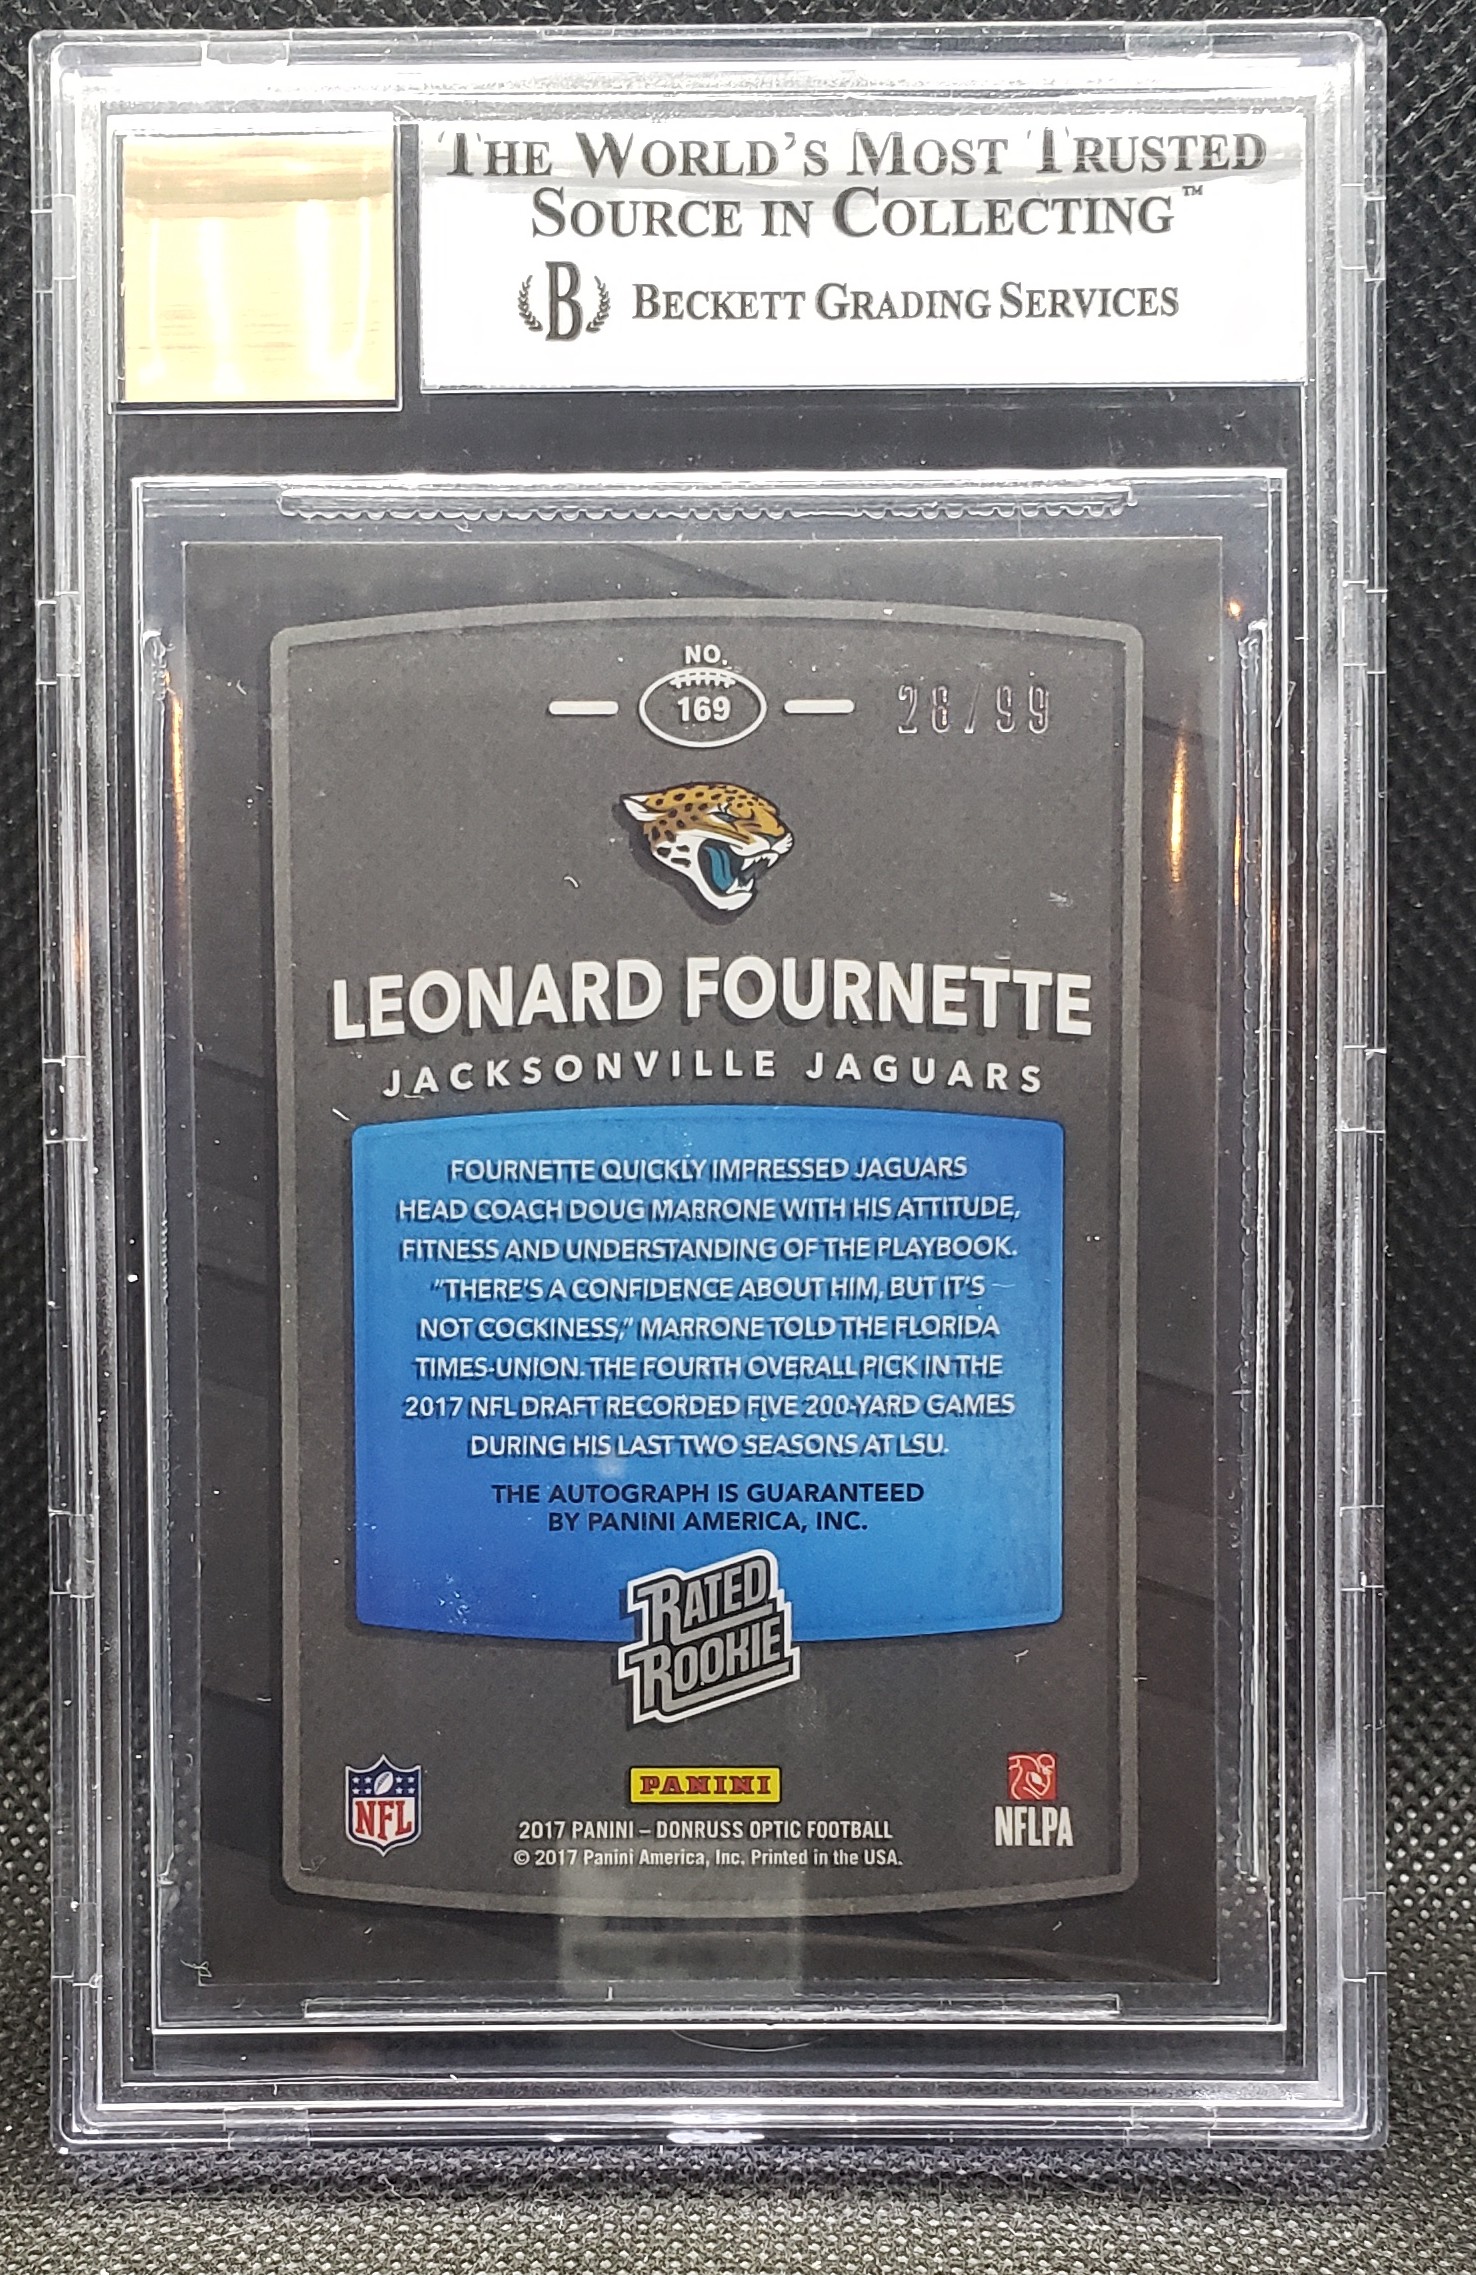 THE WORLD'S MOST TRUSTED
SOURCE IN COLLECTING™
B BECKETT GRADING SERVICES
NO.
169
28/99
LEONARD FOURNETTE
JACKSONVILLE JAGUARS
FOURNETTE QUICKLY IMPRESSED JAGUARS
HEAD COACH DOUG MARRONE WITH HIS ATTITUDE,
FITNESS AND UNDERSTANDING OF THE PLAYBOOK.
"THERE'S A CONFIDENCE ABOUT HIM, BUT IT'S
NOT COCKINESS," MARRONE TOLD THE FLORIDA
TIMES-UNION. THE FOURTH OVERALL PICK IN THE
2017 NFL DRAFT RECORDED FIVE 200-YARD GAMES
DURING HIS LAST TWO SEASONS AT LSU.
THE AUTOGRAPH IS GUARANTEED
BY PANINI AMERICA, INC.
RATED
ROOKIE
NFL
PANINI
NFLPA
2017 PANINI – DONRUSS OPTIC FOOTBALL
© 2017 Panini America, Inc. Printed in the USA.